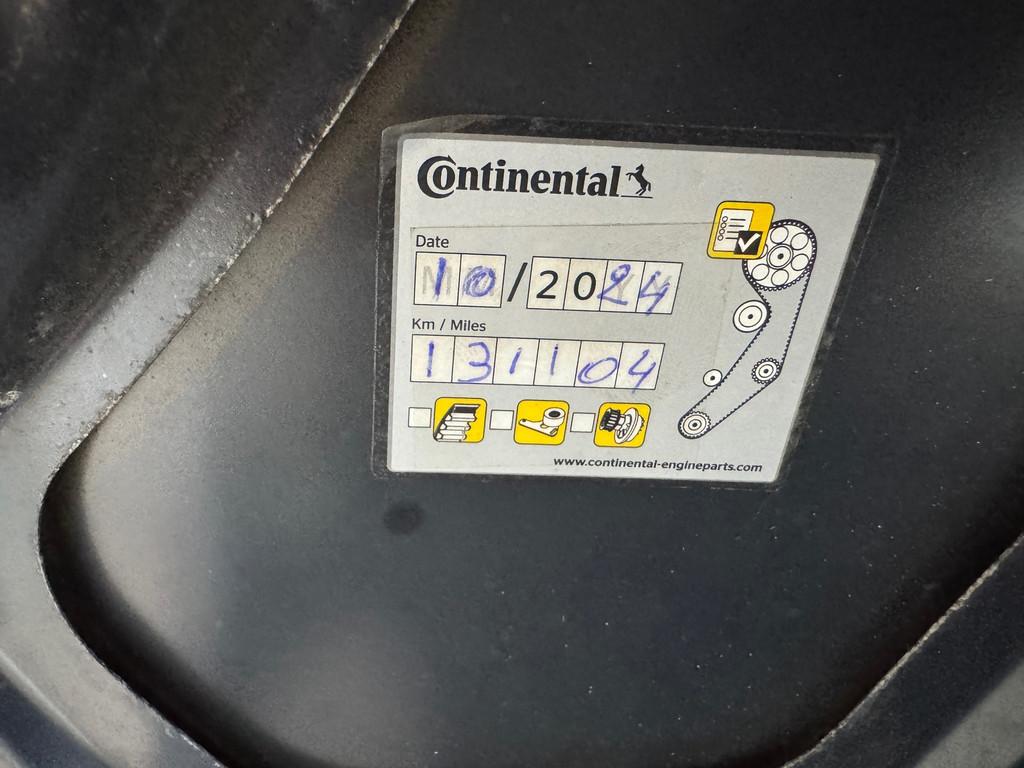 Continental
Date
10/2024
Km / Miles
131104
www.continental-engineparts.com